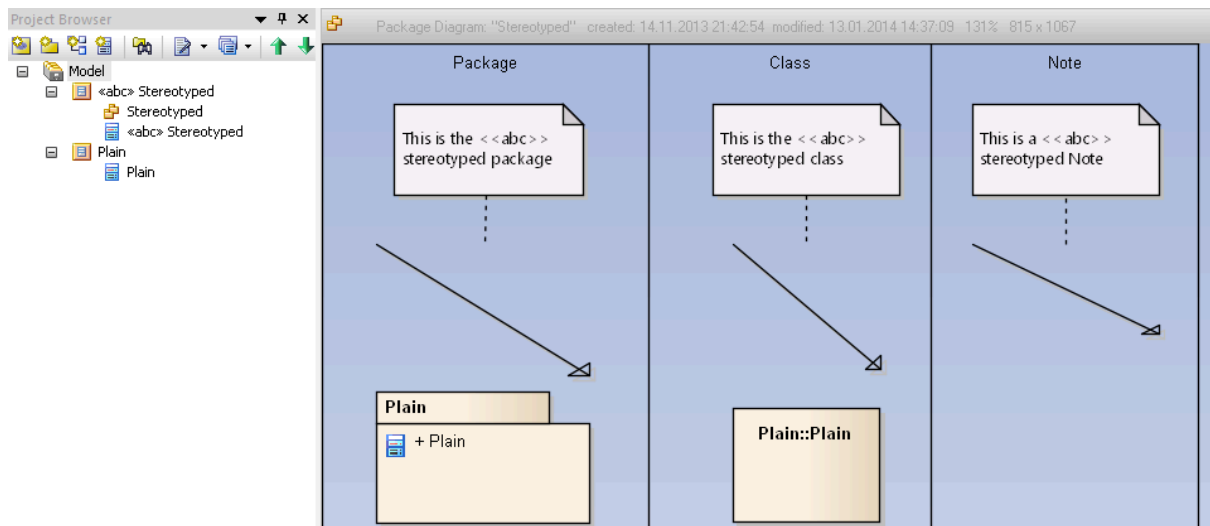 Project Browser
Model
«abc» Stereotyped
Stereotyped
«abc» Stereotyped
Plain
Plain
Package Diagram: "Stereotyped" created: 14.11.2013 21:42:54 modified: 13.01.2014 14:37:09 131% 815 x 1067
Package
Class
Note
This is the <<abc>>
stereotyped package
This is the <<abc>>
stereotyped class
This is a <<abc>>
stereotyped Note
Plain
+ Plain
Plain::Plain